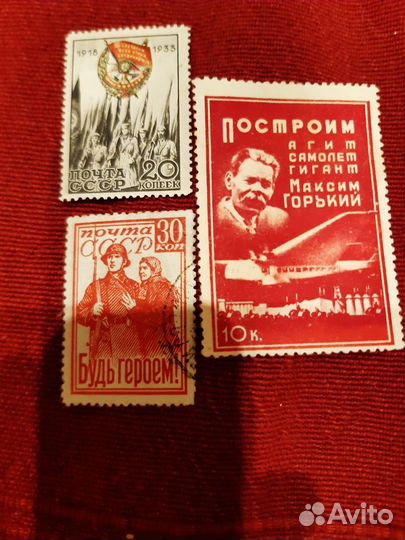 1918 1933
ПОЧТА
СССР
20
КОПЕЕК
почта
СССР
30
КОП
Будь героем!
ПОСТРОИМ
АГИТ
САМОЛЕТ
ГИГАНТ
МАКСИМ
ГОРЬКИЙ
10 к.
Avito